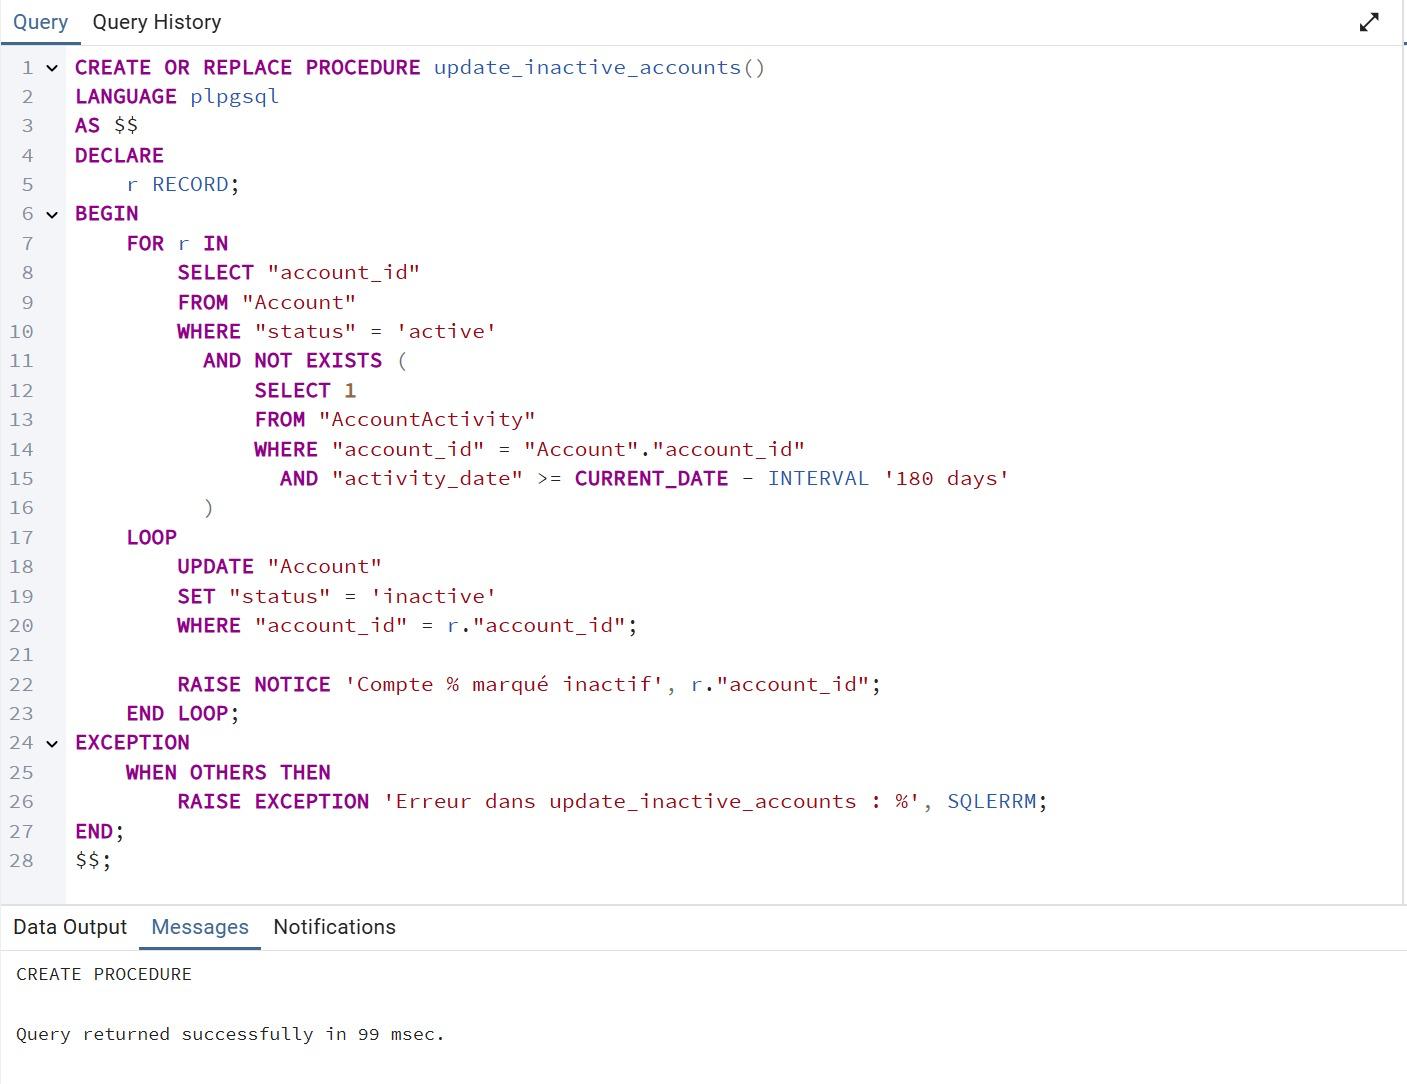 Query Query History
1 CREATE OR REPLACE PROCEDURE update_inactive_accounts()
2 LANGUAGE plpgsql
3 AS $$
4 DECLARE
5     r RECORD;
6 BEGIN
7     FOR r IN
8         SELECT "account_id"
9         FROM "Account"
10         WHERE "status" = 'active'
11           AND NOT EXISTS (
12               SELECT 1
13               FROM "AccountActivity"
14               WHERE "account_id" = "Account"."account_id"
15                 AND "activity_date" >= CURRENT_DATE - INTERVAL '180 days'
16           )
17     LOOP
18         UPDATE "Account"
19         SET "status" = 'inactive'
20         WHERE "account_id" = r."account_id";
21
22         RAISE NOTICE 'Compte % marqué inactif', r."account_id";
23     END LOOP;
24 EXCEPTION
25     WHEN OTHERS THEN
26         RAISE EXCEPTION 'Erreur dans update_inactive_accounts : %', SQLERRM;
27 END;
28 $$;
Data Output Messages Notifications
CREATE PROCEDURE
Query returned successfully in 99 msec.